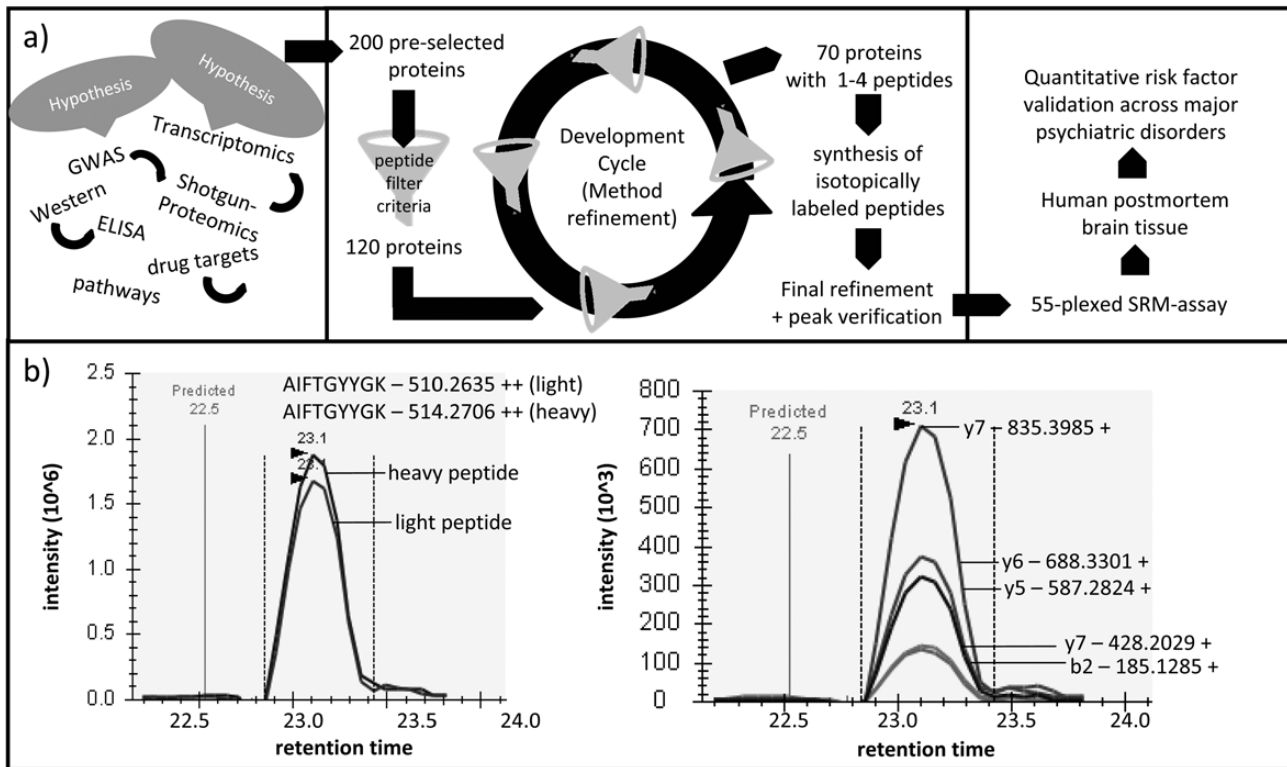 a)
Hypothesis
Hypothesis
GWAS
Transcriptomics
Western
ELISA
Shotgun-
Proteomics
drug targets
pathways
200 pre-selected
proteins
peptide
filter
criteria
120 proteins
Development
Cycle
(Method
refinement)
70 proteins
with 1-4 peptides
synthesis of
isotopically
labeled peptides
Final refinement
+ peak verification
Quantitative risk factor
validation across major
psychiatric disorders
Human postmortem
brain tissue
55-plexed SRM-assay
b)
AIFTGYYGK – 510.2635 ++ (light)
AIFTGYYGK – 514.2706 ++ (heavy)
Predicted
22.5
23.1
23.1
heavy peptide
light peptide
intensity (10^6)
2.5
2.0
1.5
1.0
0.5
0.0
22.5
23.0
23.5
24.0
retention time
Predicted
22.5
23.1
y7 – 835.3985 +
y6 – 688.3301 +
y5 – 587.2824 +
y7 – 428.2029 +
b2 – 185.1285 +
intensity (10^3)
800
700
600
500
400
300
200
100
0
22.5
23.0
23.5
24.0
retention time